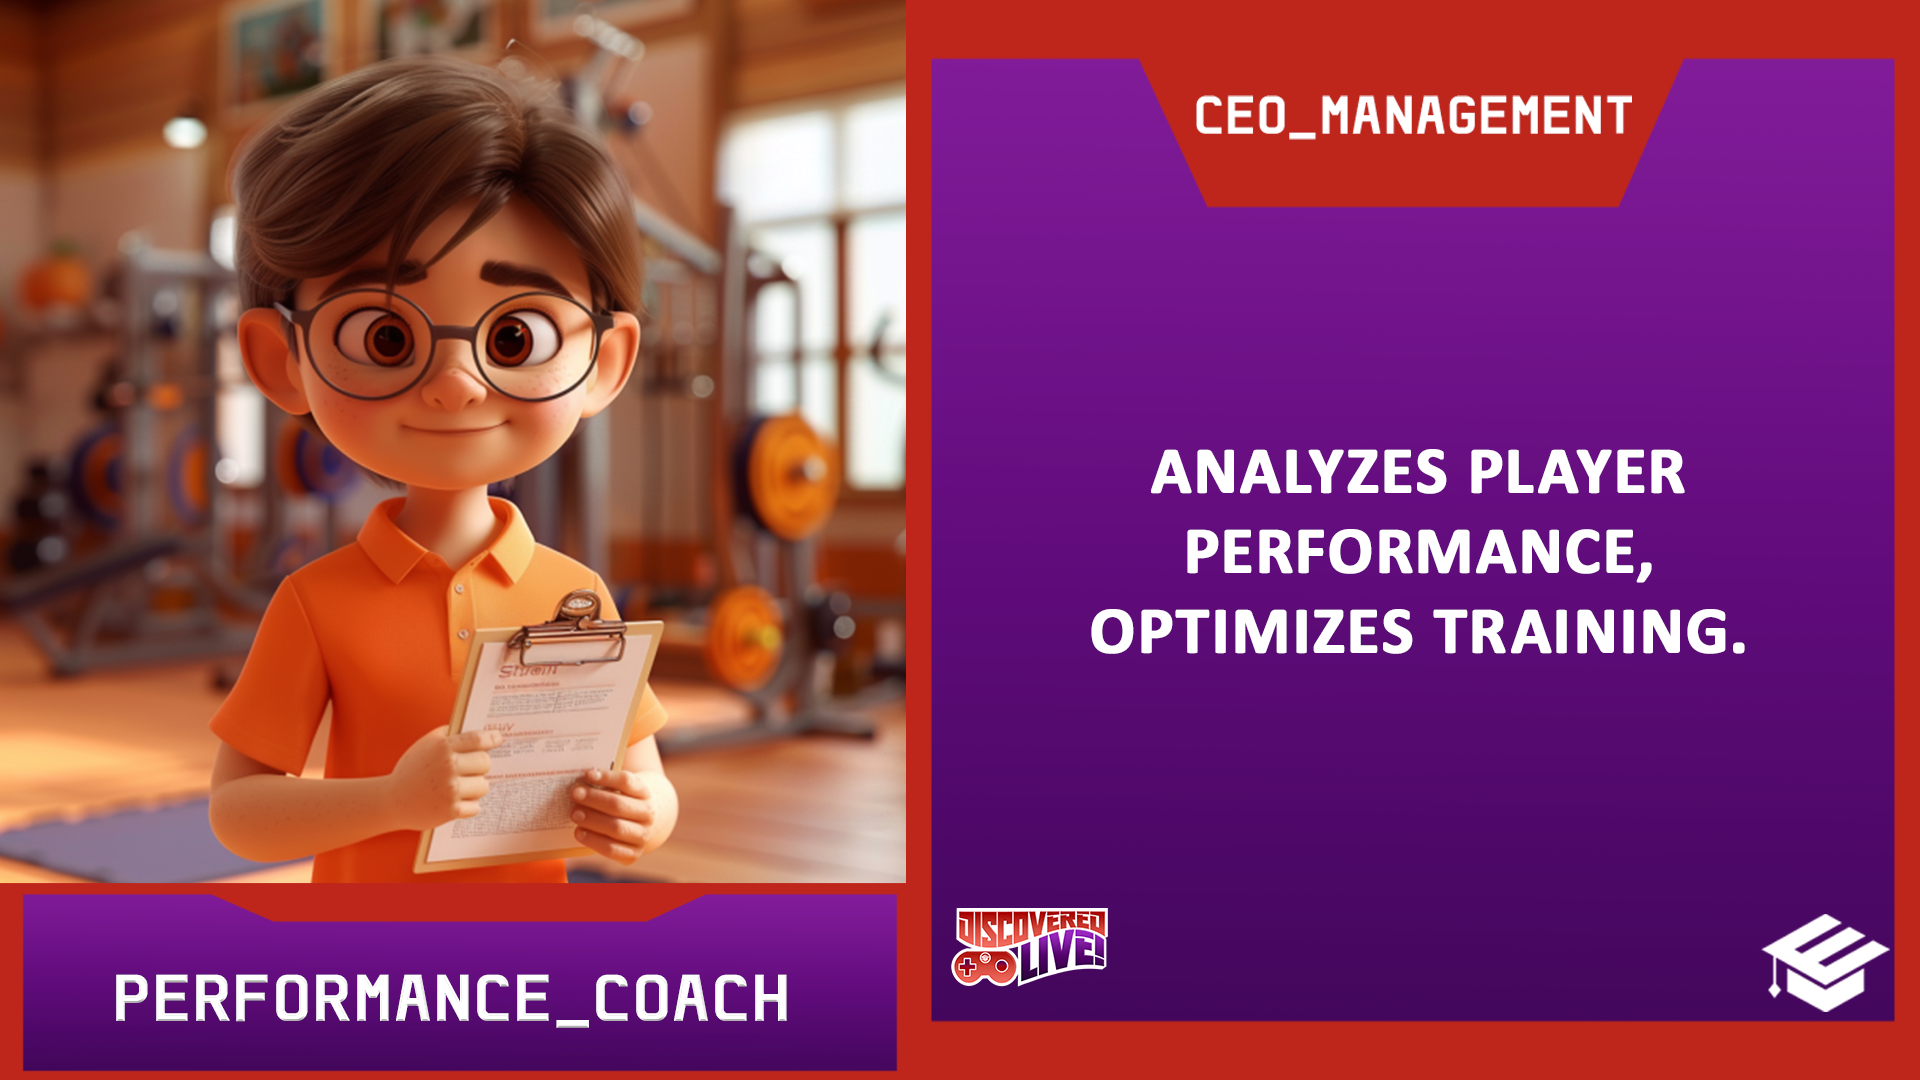 CEO_MANAGEMENT
ANALYZES PLAYER
PERFORMANCE,
OPTIMIZES TRAINING.
DISCOVERED
LIVE!
PERFORMANCE_COACH